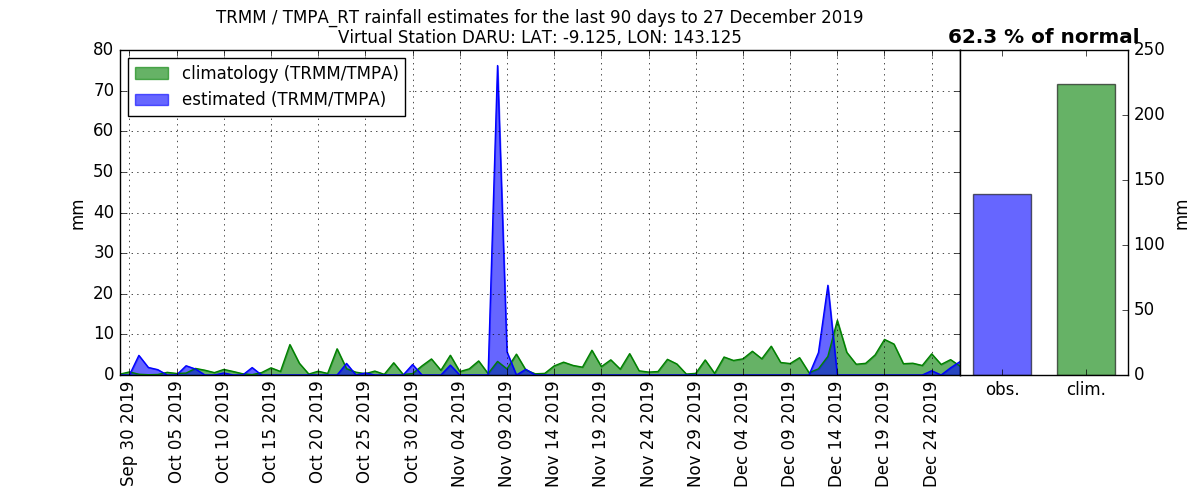 TRMM / TMPA_RT rainfall estimates for the last 90 days to 27 December 2019
Virtual Station DARU: LAT: -9.125, LON: 143.125
62.3 % of normal
climatology (TRMM/TMPA)
estimated (TRMM/TMPA)
80
70
60
50
40
30
20
10
0
mm
Sep 30 2019
Oct 05 2019
Oct 10 2019
Oct 15 2019
Oct 20 2019
Oct 25 2019
Oct 30 2019
Nov 04 2019
Nov 09 2019
Nov 14 2019
Nov 19 2019
Nov 24 2019
Nov 29 2019
Dec 04 2019
Dec 09 2019
Dec 14 2019
Dec 19 2019
Dec 24 2019
250
200
150
100
50
0
mm
obs.
clim.